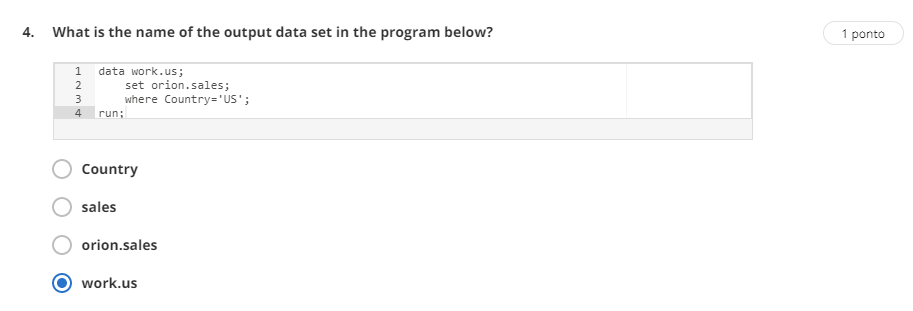 4. What is the name of the output data set in the program below?
1 ponto
1 data work.us;
2 set orion.sales;
3 where Country='US';
4 run;
Country
sales
orion.sales
work.us